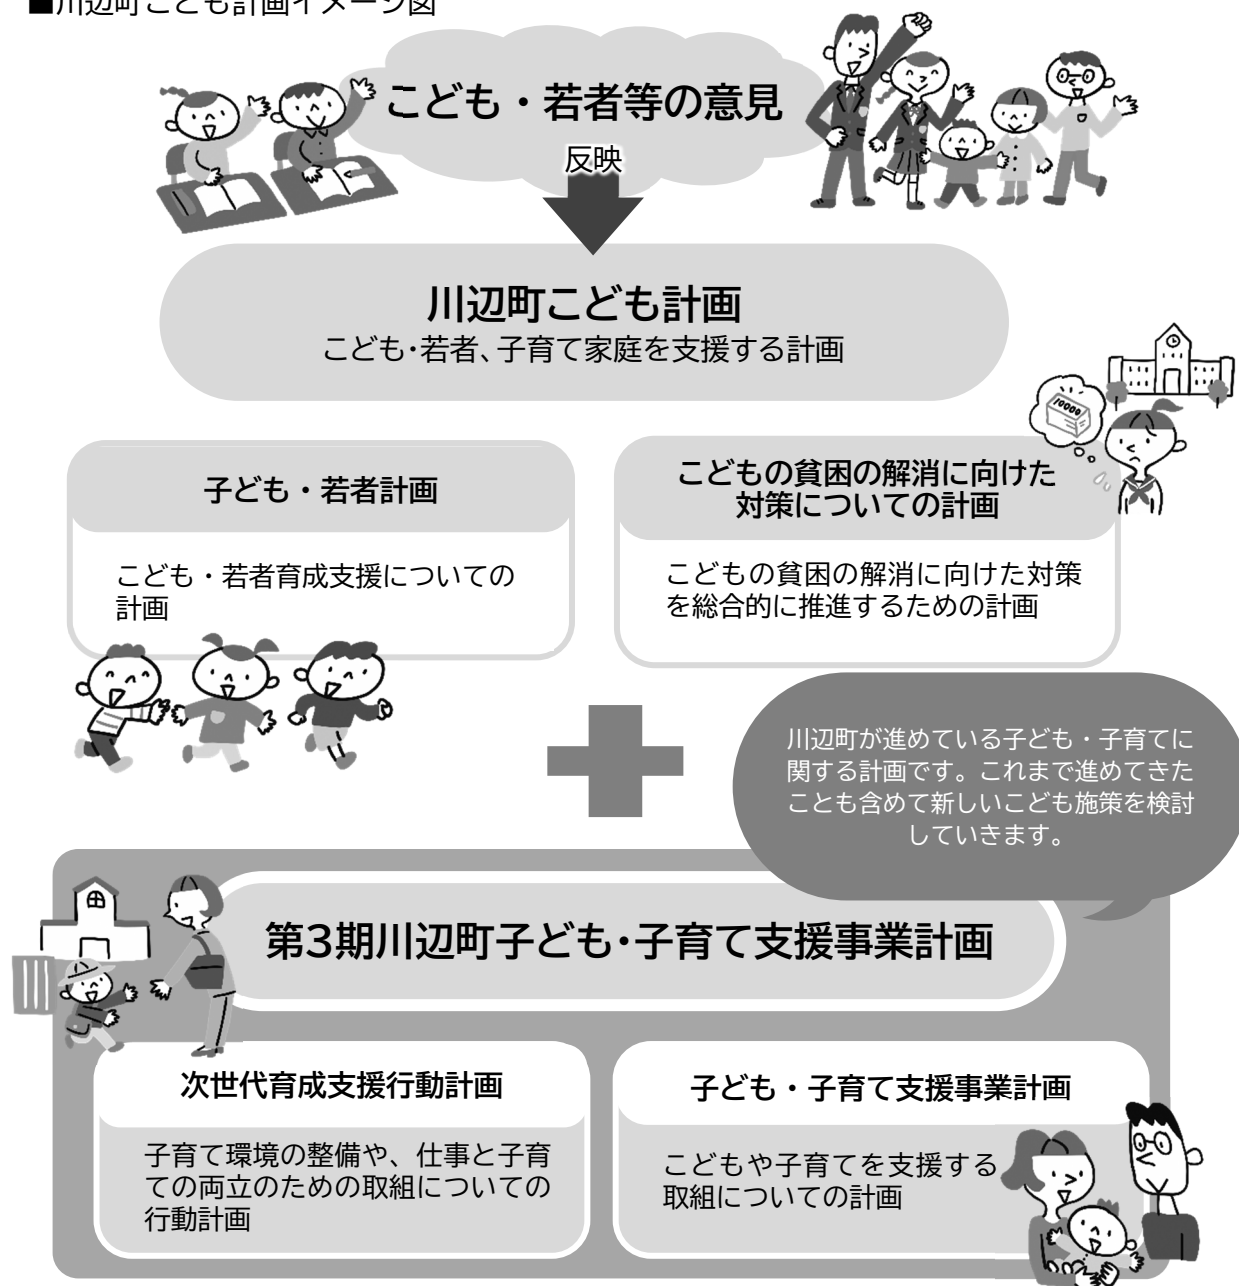 ■川辺町こども計画イメージ図
こども・若者等の意見
反映
川辺町こども計画
こども・若者、子育て家庭を支援する計画
10000
子ども・若者計画
こども・若者育成支援についての
計画
こどもの貧困の解消に向けた
対策についての計画
こどもの貧困の解消に向けた対策
を総合的に推進するための計画
川辺町が進めている子ども・子育てに
関する計画です。これまで進めてきた
ことも含めて新しいこども施策を検討
していきます。
第3期川辺町子ども・子育て支援事業計画
次世代育成支援行動計画
子育て環境の整備や、仕事と子育
ての両立のための取組についての
行動計画
子ども・子育て支援事業計画
こどもや子育てを支援する
取組についての計画